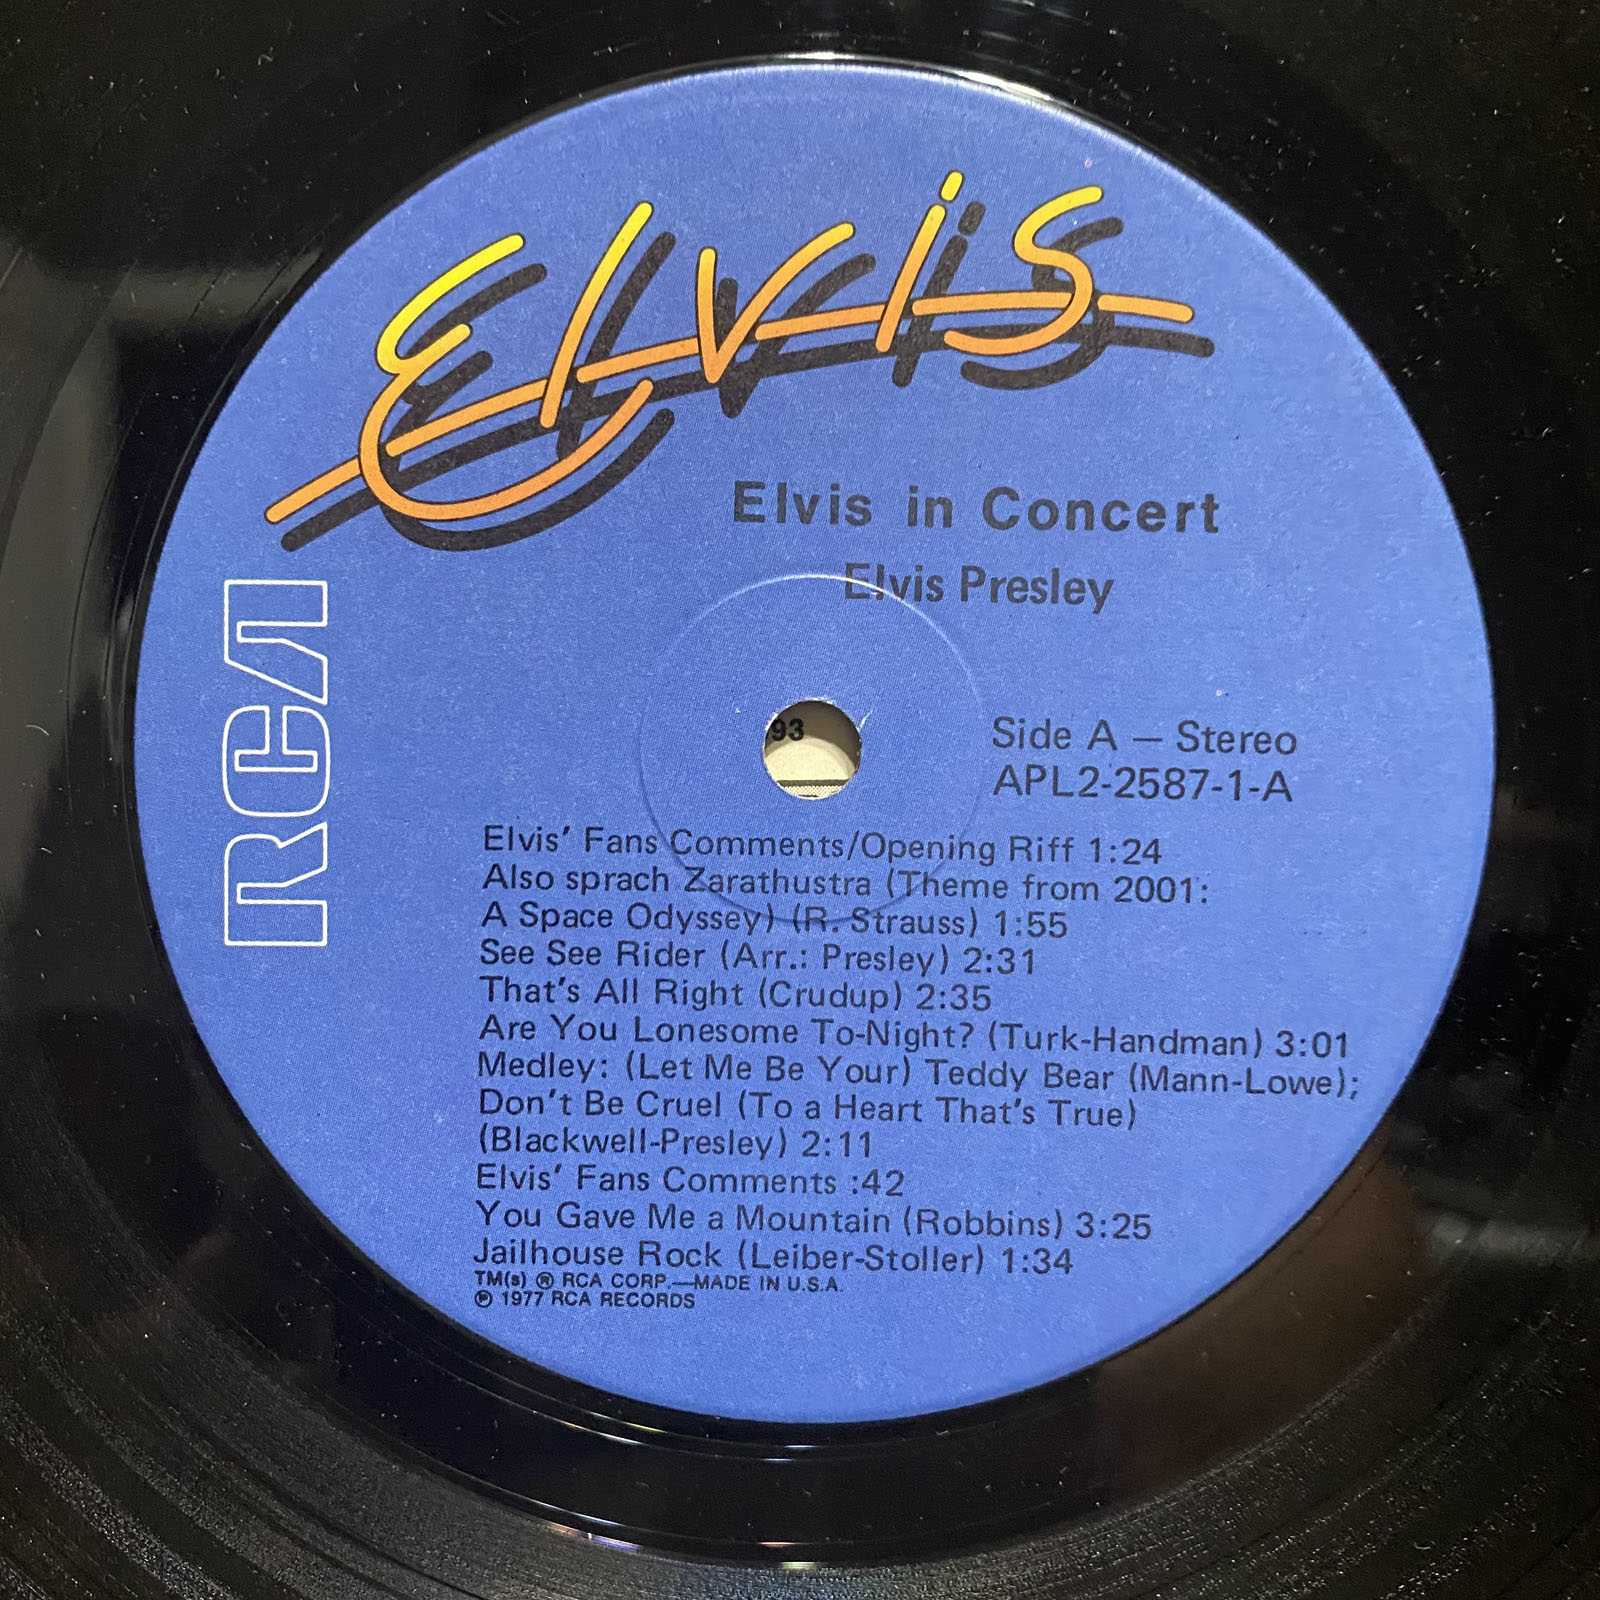 Elvis
Elvis in Concert
Elvis Presley
RCA
93
Side A — Stereo
APL2-2587-1-A
Elvis' Fans Comments/Opening Riff 1:24
Also sprach Zarathustra (Theme from 2001:
A Space Odyssey) (R. Strauss) 1:55
See See Rider (Arr.: Presley) 2:31
That's All Right (Crudup) 2:35
Are You Lonesome To-Night? (Turk-Handman) 3:01
Medley: (Let Me Be Your) Teddy Bear (Mann-Lowe);
Don't Be Cruel (To a Heart That's True)
(Blackwell-Presley) 2:11
Elvis' Fans Comments :42
You Gave Me a Mountain (Robbins) 3:25
Jailhouse Rock (Leiber-Stoller) 1:34
TM(s) ® RCA CORP.—MADE IN U.S.A.
℗ 1977 RCA RECORDS